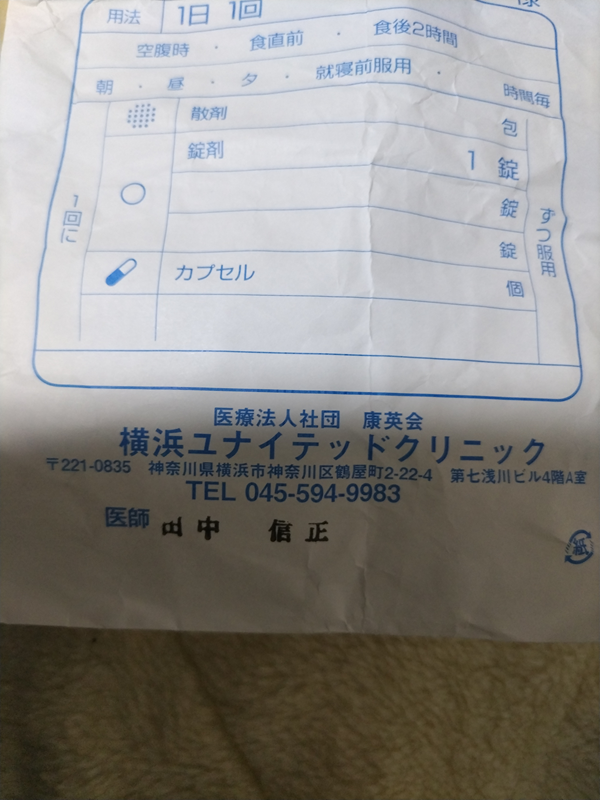 様
用法 1日 1回
空腹時 ・ 食直前 ・ 食後2時間
朝 ・ 昼 ・ 夕 ・ 就寝前服用 ・ 時間毎
1回に
散剤 包
錠剤 1 錠
錠
錠
カプセル 個
ずつ服用
医療法人社団 康英会
横浜ユナイテッドクリニック
〒221-0835 神奈川県横浜市神奈川区鶴屋町2-22-4 第七浅川ビル4階A室
TEL 045-594-9983
医師 田中 信正
紙